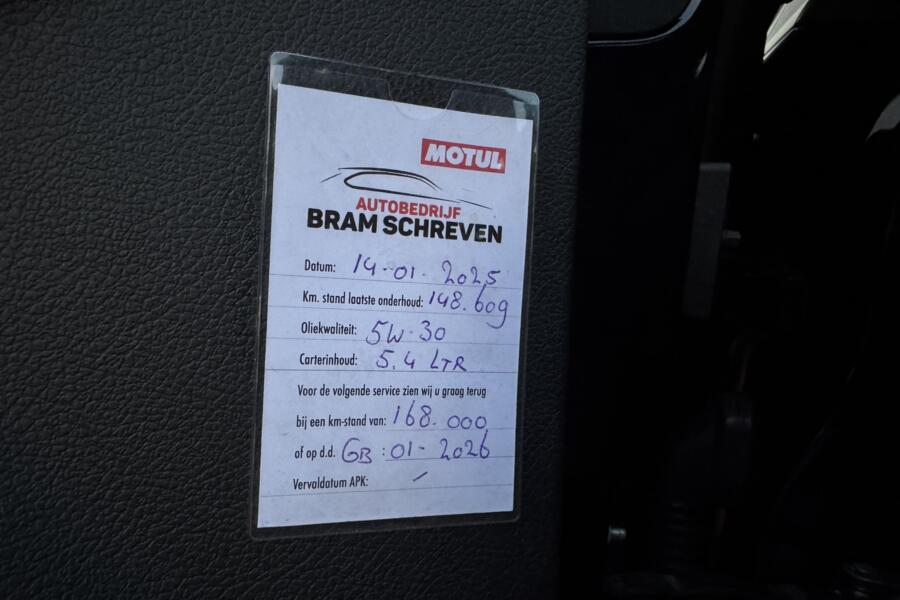 MOTUL
AUTOBEDRIJF
BRAM SCHREVEN
Datum: 14-01-2025
Km. stand laatste onderhoud: 148.609
Oliekwaliteit: 5W-30
Carterinhoud: 5,4 LTR
Voor de volgende service zien wij u graag terug
bij een km-stand van: 168.000
of op d.d. GB: 01-2026
Vervaldatum APK: -